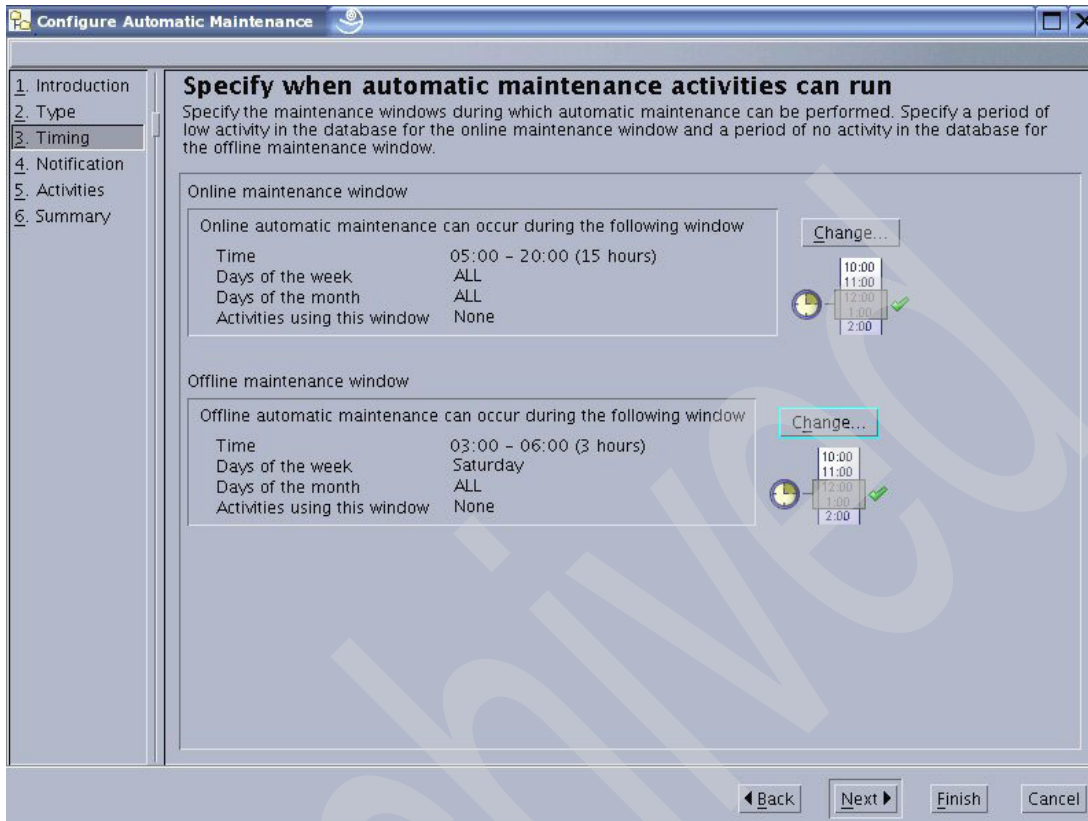 Configure Automatic Maintenance
1. Introduction
2. Type
3. Timing
4. Notification
5. Activities
6. Summary
Specify when automatic maintenance activities can run
Specify the maintenance windows during which automatic maintenance can be performed. Specify a period of
low activity in the database for the online maintenance window and a period of no activity in the database for
the offline maintenance window.
Online maintenance window
Online automatic maintenance can occur during the following window
Time 05:00 - 20:00 (15 hours)
Days of the week ALL
Days of the month ALL
Activities using this window None
Change...
10:00
11:00
12:00
1:00
2:00
Offline maintenance window
Offline automatic maintenance can occur during the following window
Time 03:00 - 06:00 (3 hours)
Days of the week Saturday
Days of the month ALL
Activities using this window None
Change...
10:00
11:00
12:00
1:00
2:00
Back Next Finish Cancel